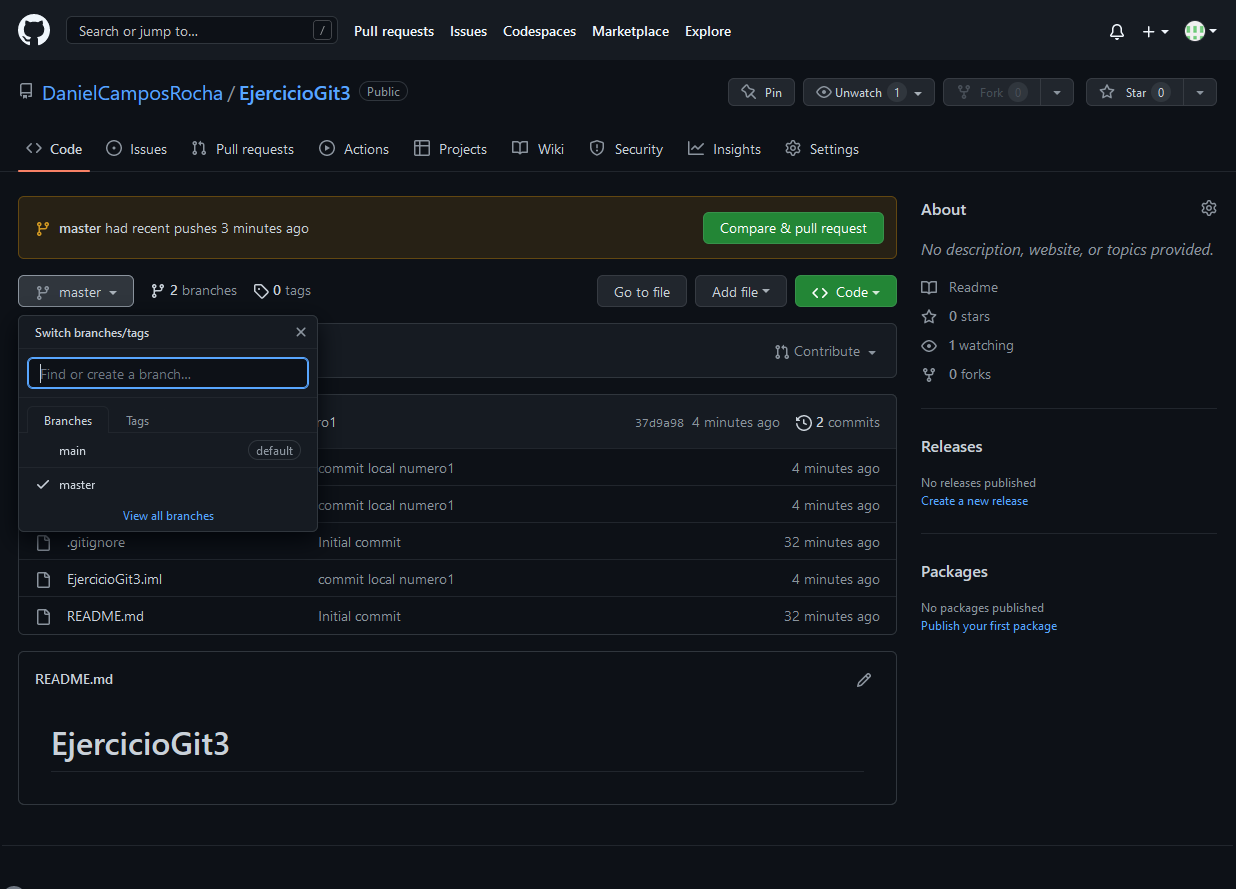 Search or jump to... /
Pull requests Issues Codespaces Marketplace Explore
DanielCamposRocha / EjercicioGit3 Public
Pin Unwatch 1 Fork 0 Star 0
Code Issues Pull requests Actions Projects Wiki Security Insights Settings
master had recent pushes 3 minutes ago Compare & pull request
master 2 branches 0 tags Go to file Add file Code
Switch branches/tags
Find or create a branch...
Branches Tags
main default
master
View all branches
Contribute
ro1 37d9a98 4 minutes ago 2 commits
commit local numero1 4 minutes ago
commit local numero1 4 minutes ago
.gitignore Initial commit 32 minutes ago
EjercicioGit3.iml commit local numero1 4 minutes ago
README.md Initial commit 32 minutes ago
README.md
EjercicioGit3
About
No description, website, or topics provided.
Readme
0 stars
1 watching
0 forks
Releases
No releases published
Create a new release
Packages
No packages published
Publish your first package